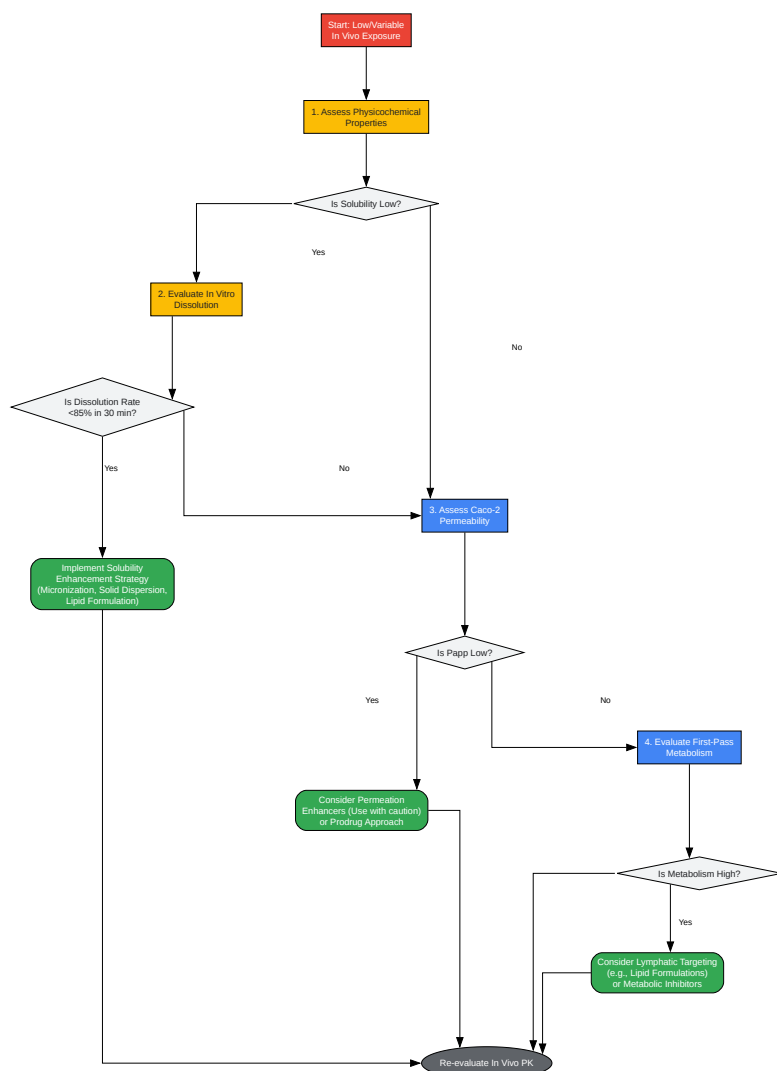 Start: Low/Variable
In Vivo Exposure
1. Assess Physicochemical
Properties
Is Solubility Low?
Yes
2. Evaluate In Vitro
Dissolution
No
Is Dissolution Rate
<85% in 30 min?
Yes
No
3. Assess Caco-2
Permeability
Implement Solubility
Enhancement Strategy
(Micronization, Solid Dispersion,
Lipid Formulation)
Is Papp Low?
Yes
No
4. Evaluate First-Pass
Metabolism
Consider Permeation
Enhancers (Use with caution)
or Prodrug Approach
Is Metabolism High?
Yes
Consider Lymphatic Targeting
(e.g., Lipid Formulations)
or Metabolic Inhibitors
Re-evaluate In Vivo PK